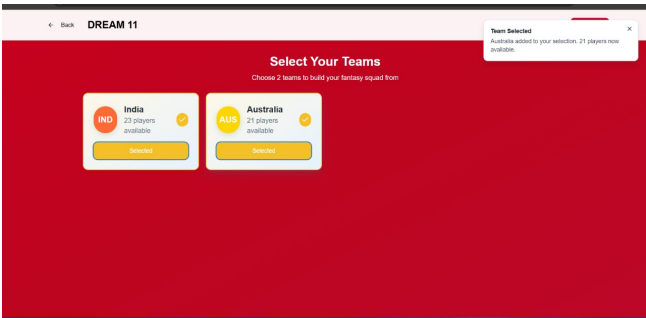 ← Back DREAM 11
Team Selected
Australia added to your selection. 21 players now
available.
Select Your Teams
Choose 2 teams to build your fantasy squad from
IND
India
23 players
available
Selected
AUS
Australia
21 players
available
Selected